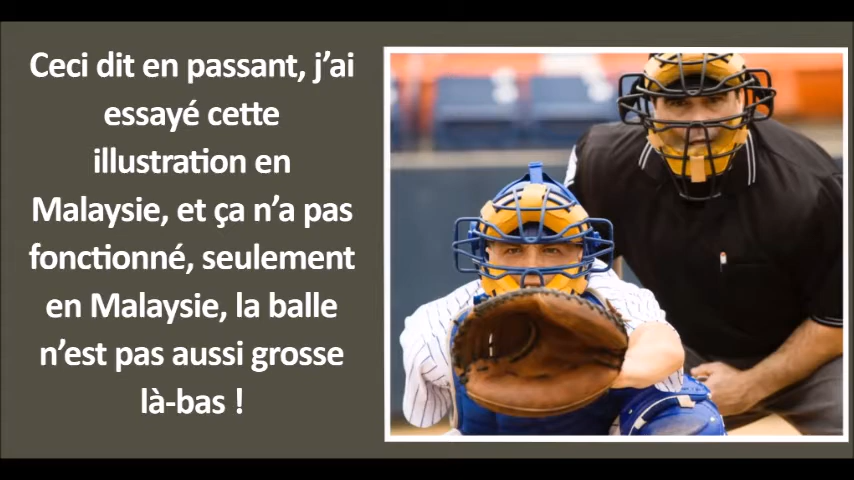 Ceci dit en passant, j’ai
essayé cette
illustration en
Malaysie, et ça n’a pas
fonctionné, seulement
en Malaysie, la balle
n’est pas aussi grosse
là-bas !